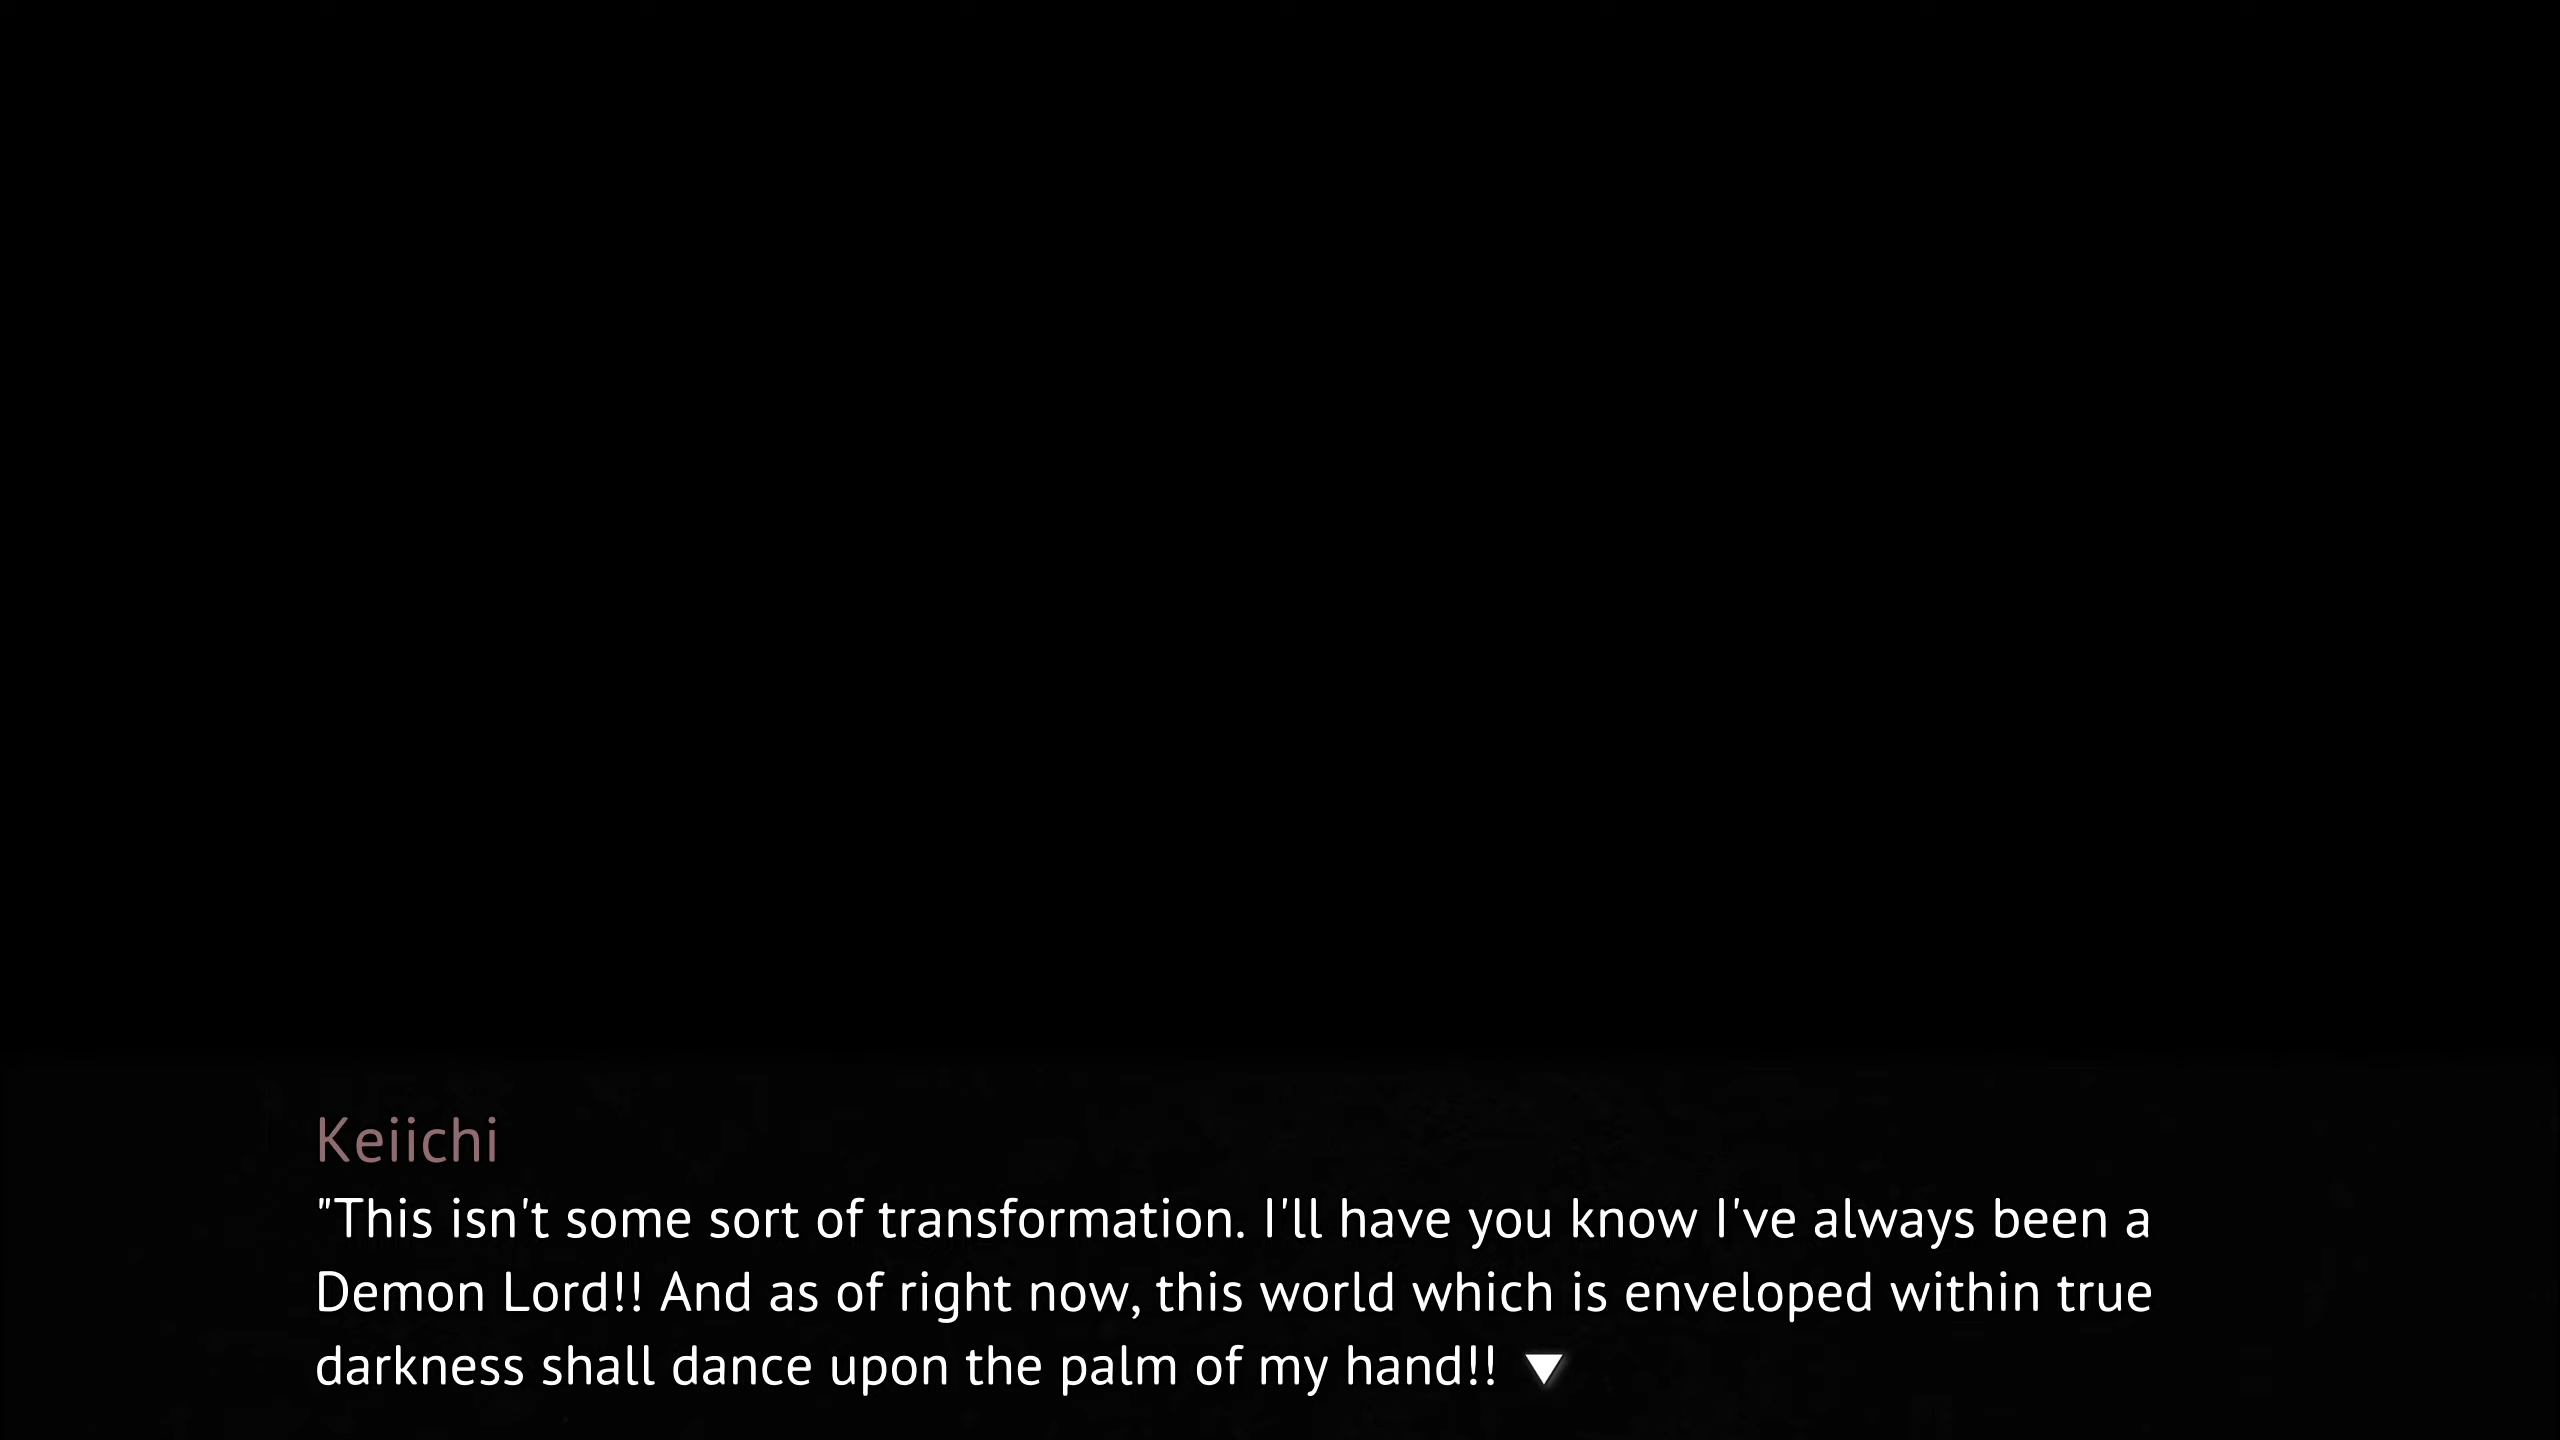 Keiichi
"This isn't some sort of transformation. I'll have you know I've always been a
Demon Lord!! And as of right now, this world which is enveloped within true
darkness shall dance upon the palm of my hand!!